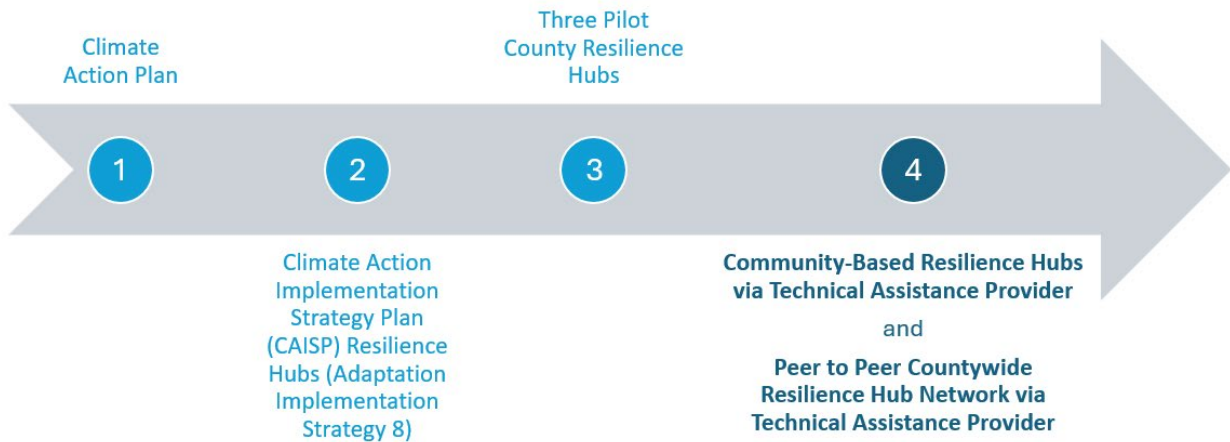 Climate
Action Plan
Three Pilot
County Resilience
Hubs
1
2
3
4
Climate Action
Implementation
Strategy Plan
(CAISP) Resilience
Hubs (Adaptation
Implementation
Strategy 8)
Community-Based Resilience Hubs
via Technical Assistance Provider
and
Peer to Peer Countywide
Resilience Hub Network via
Technical Assistance Provider